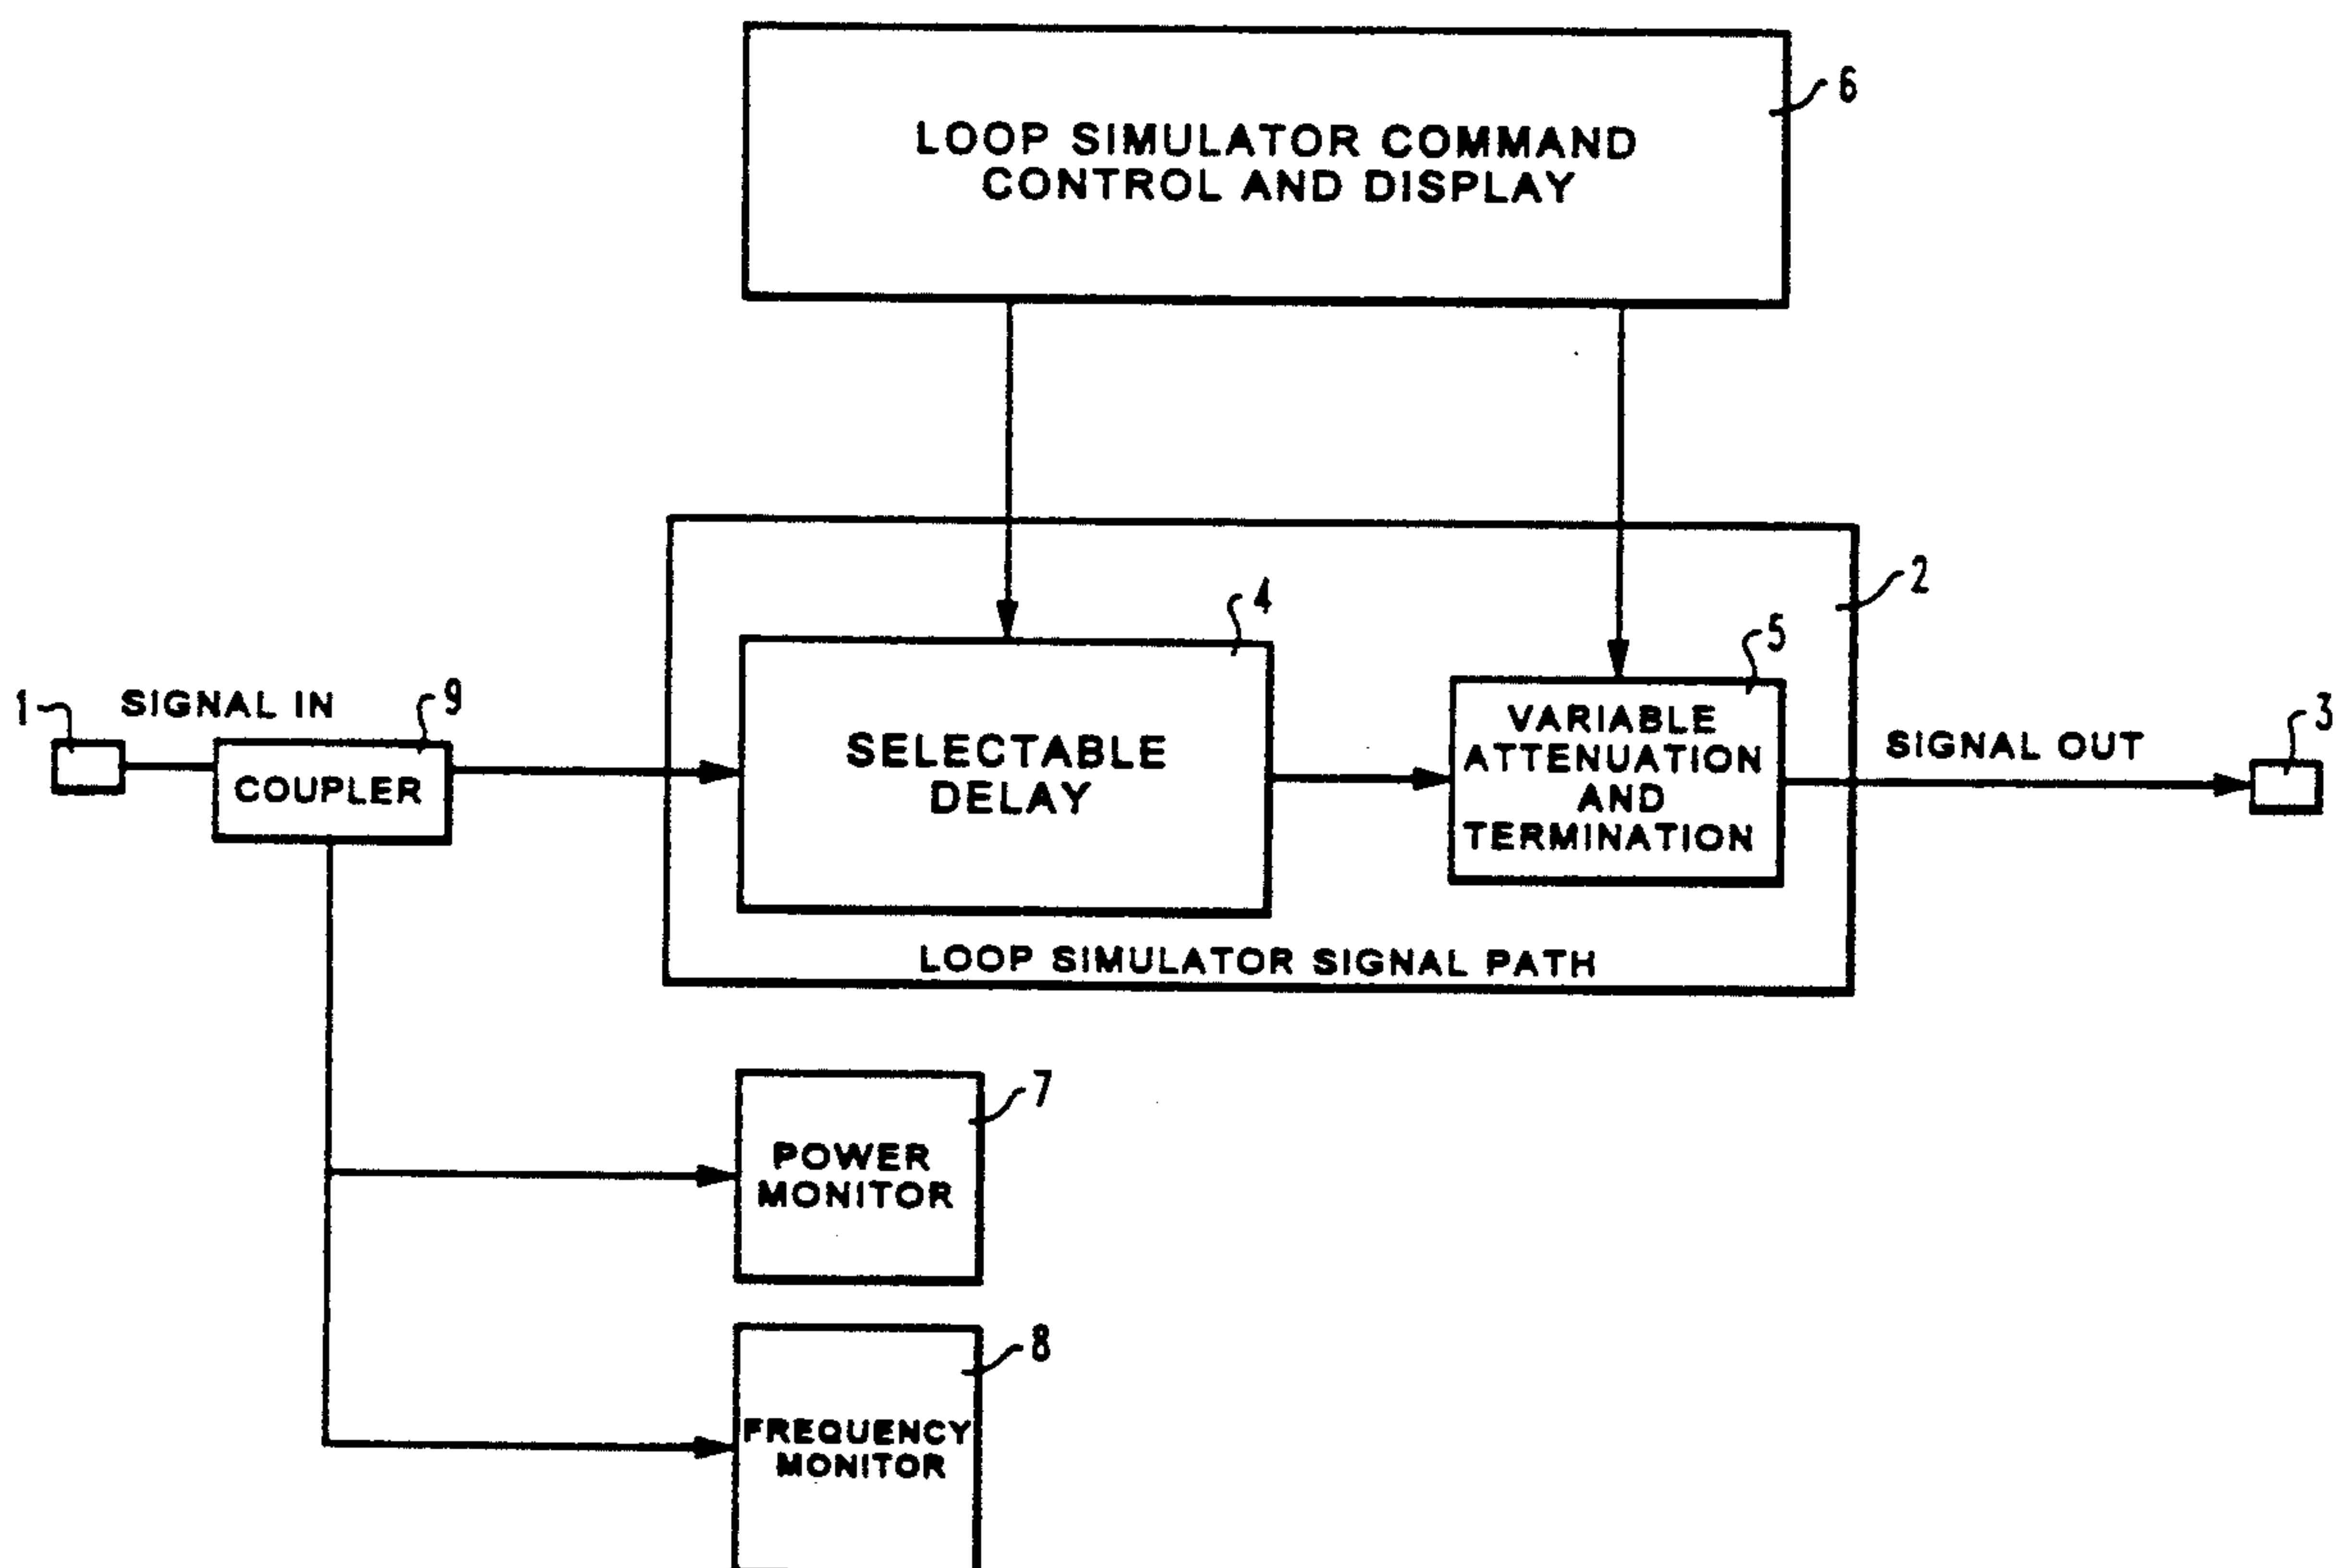 LOOP SIMULATOR COMMAND
CONTROL AND DISPLAY
6
2
4
5
1
SIGNAL IN
9
COUPLER
SELECTABLE
DELAY
VARIABLE
ATTENUATION
AND
TERMINATION
SIGNAL OUT
3
LOOP SIMULATOR SIGNAL PATH
7
POWER
MONITOR
8
FREQUENCY
MONITOR